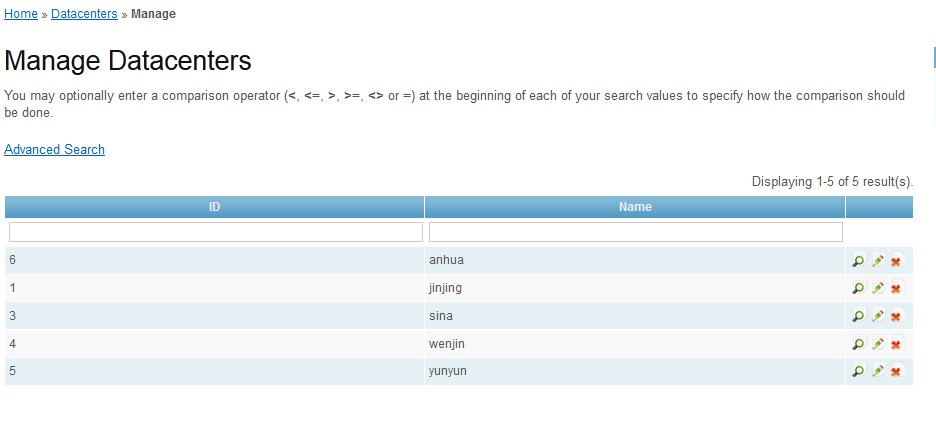 Home » Datacenters » Manage
Manage Datacenters
You may optionally enter a comparison operator (<, <=, >, >=, <> or =) at the beginning of each of your search values to specify how the comparison should
be done.
Advanced Search
Displaying 1-5 of 5 result(s).
ID Name
6 anhua
1 jinjing
3 sina
4 wenjin
5 yunyun